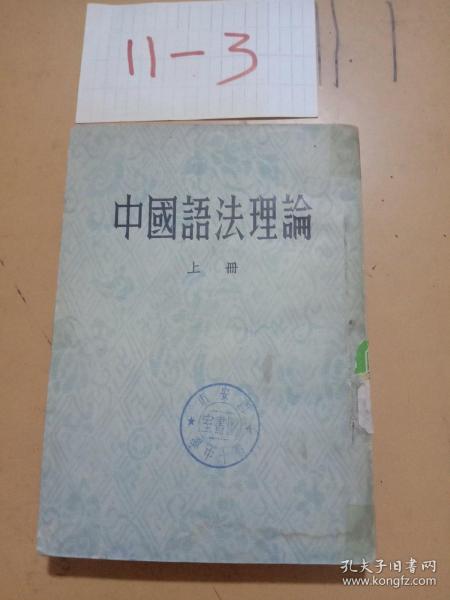 11-3
中國語法理論
上 冊
孔夫子旧书网
www.kongfz.com